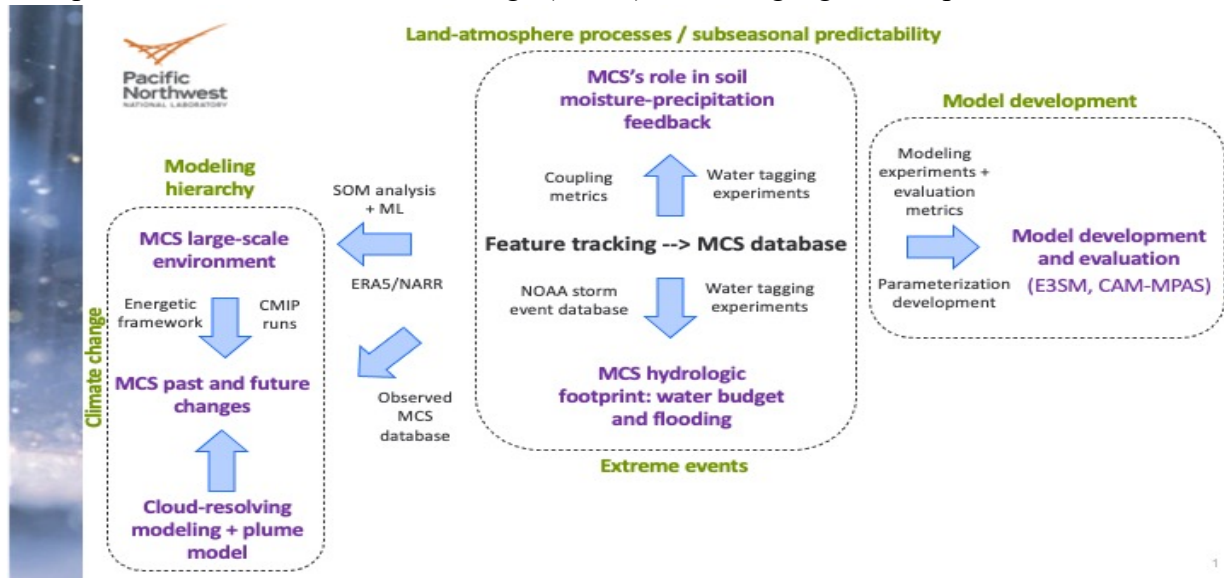 Pacific
Northwest
NATIONAL LABORATORY
Land-atmosphere processes / subseasonal predictability
MCS's role in soil
moisture-precipitation
feedback
Coupling
metrics
Water tagging
experiments
Feature tracking --> MCS database
NOAA storm
event database
Water tagging
experiments
MCS hydrologic
footprint: water budget
and flooding
Extreme events
Modeling
hierarchy
Climate change
MCS large-scale
environment
Energetic
framework
CMIP
runs
MCS past and future
changes
Cloud-resolving
modeling + plume
model
SOM analysis
+ ML
ERA5/NARR
Observed
MCS
database
Model development
Modeling
experiments +
evaluation
metrics
Parameterization
development
Model development
and evaluation
(E3SM, CAM-MPAS)
1